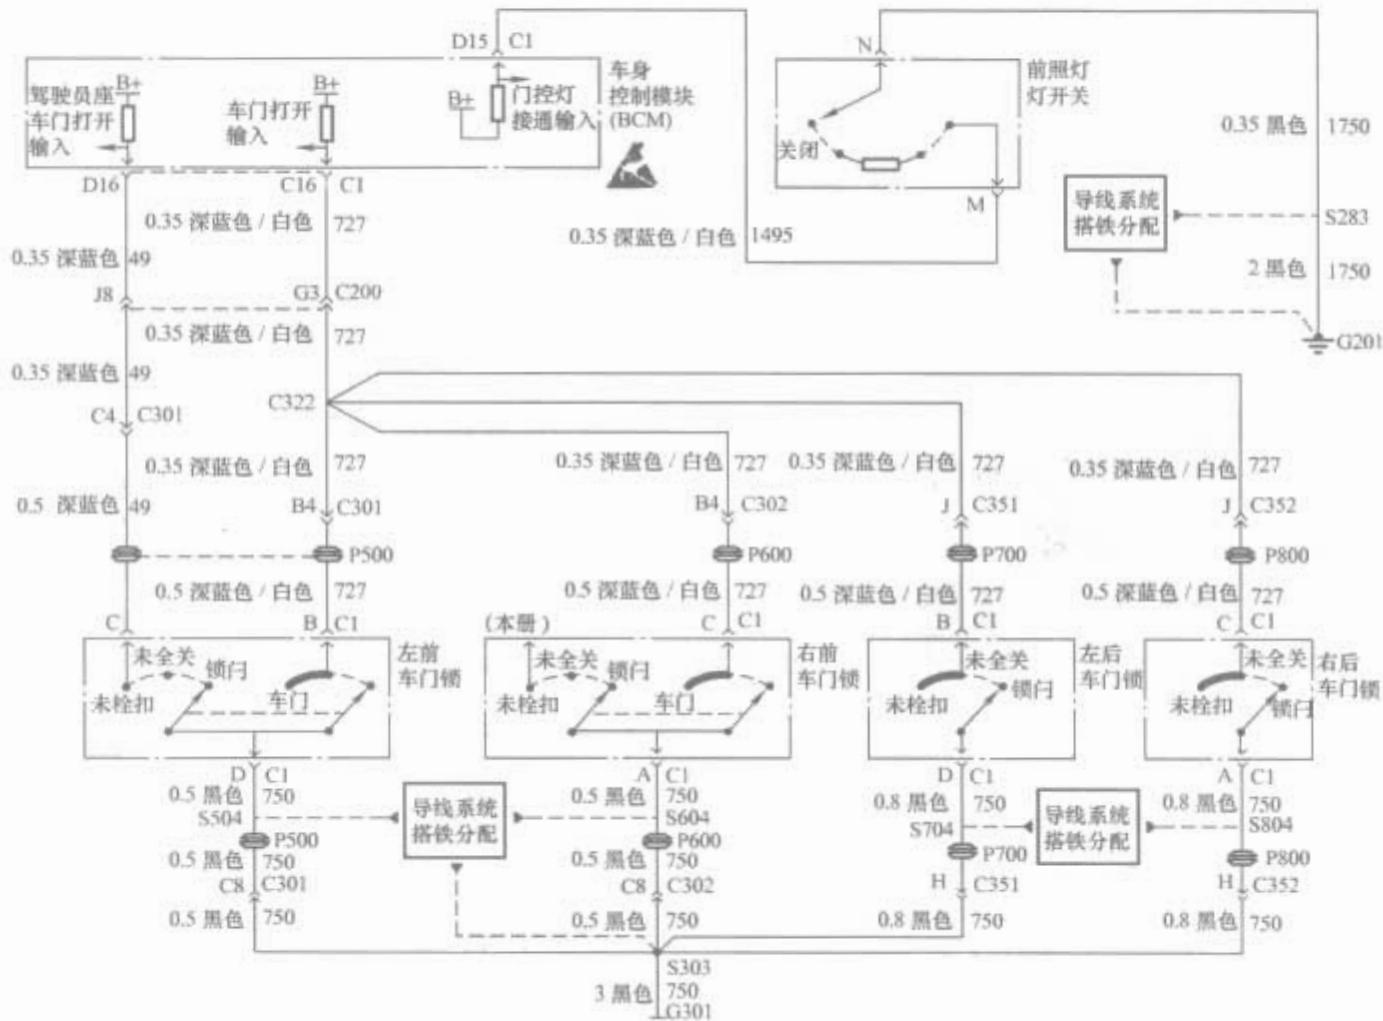 D15 C1
N
驾驶员座 B+
车门打开
输入
B+
车门打开
输入
B+
门控灯
接通输入
车身
控制模块
(BCM)
前照灯
灯开关
关闭
0.35 黑色 1750
D16
C16 C1
M
导线系统
搭铁分配
S283
0.35 深蓝色 / 白色 727
0.35 深蓝色 / 白色 1495
0.35 深蓝色 49
2 黑色 1750
J8
G3 C200
0.35 深蓝色 / 白色 727
G201
0.35 深蓝色 49
C4 C301
C322
0.35 深蓝色 / 白色 727
0.35 深蓝色 / 白色 727
0.35 深蓝色 / 白色 727
0.35 深蓝色 / 白色 727
0.5 深蓝色 49
B4 C301
B4 C302
J C351
J C352
P500
P600
P700
P800
0.5 深蓝色 / 白色 727
0.5 深蓝色 / 白色 727
0.5 深蓝色 / 白色 727
0.5 深蓝色 / 白色 727
C
B C1
(本册)
C C1
B C1
C C1
未全关
锁闩
未栓扣
车门
左前
车门锁
未全关
锁闩
未栓扣
车门
右前
车门锁
未全关
锁闩
未栓扣
左后
车门锁
未全关
锁闩
未栓扣
右后
车门锁
D C1
A C1
D C1
A C1
0.5 黑色 750
0.5 黑色 750
0.8 黑色 750
0.8 黑色 750
S504
导线系统
搭铁分配
S604
S704
导线系统
搭铁分配
S804
P500
P600
P700
P800
0.5 黑色 750
0.5 黑色 750
C8 C301
C8 C302
H C351
H C352
0.5 黑色 750
0.5 黑色 750
0.8 黑色 750
0.8 黑色 750
S303
3 黑色 750
G301